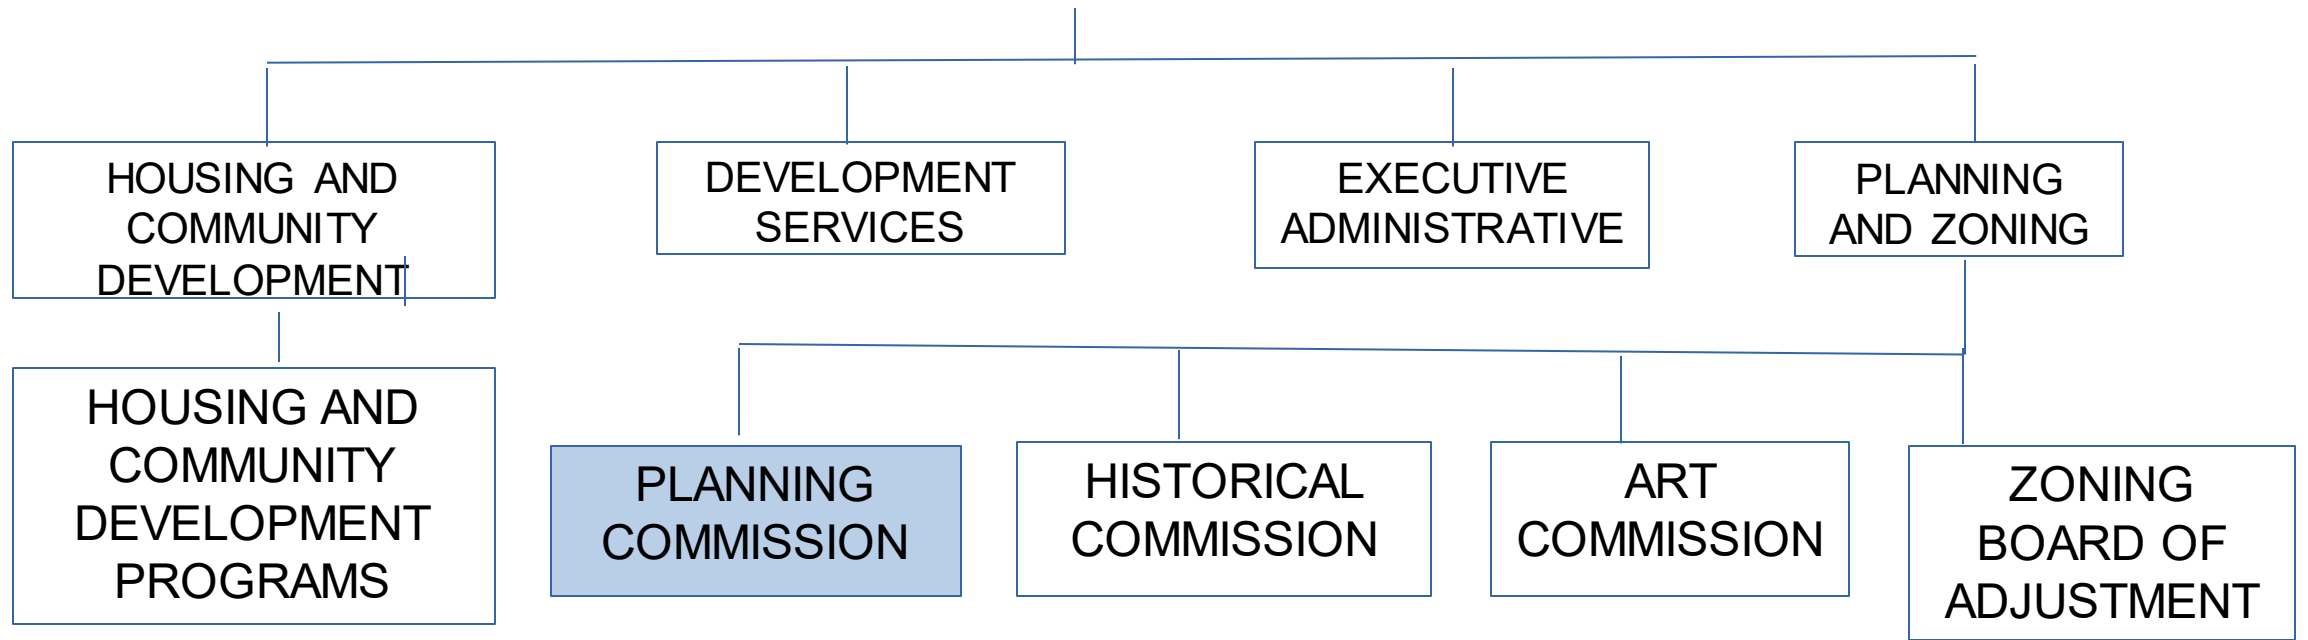 HOUSING AND
COMMUNITY
DEVELOPMENT
DEVELOPMENT
SERVICES
EXECUTIVE
ADMINISTRATIVE
PLANNING
AND ZONING
HOUSING AND
COMMUNITY
DEVELOPMENT
PROGRAMS
PLANNING
COMMISSION
HISTORICAL
COMMISSION
ART
COMMISSION
ZONING
BOARD OF
ADJUSTMENT